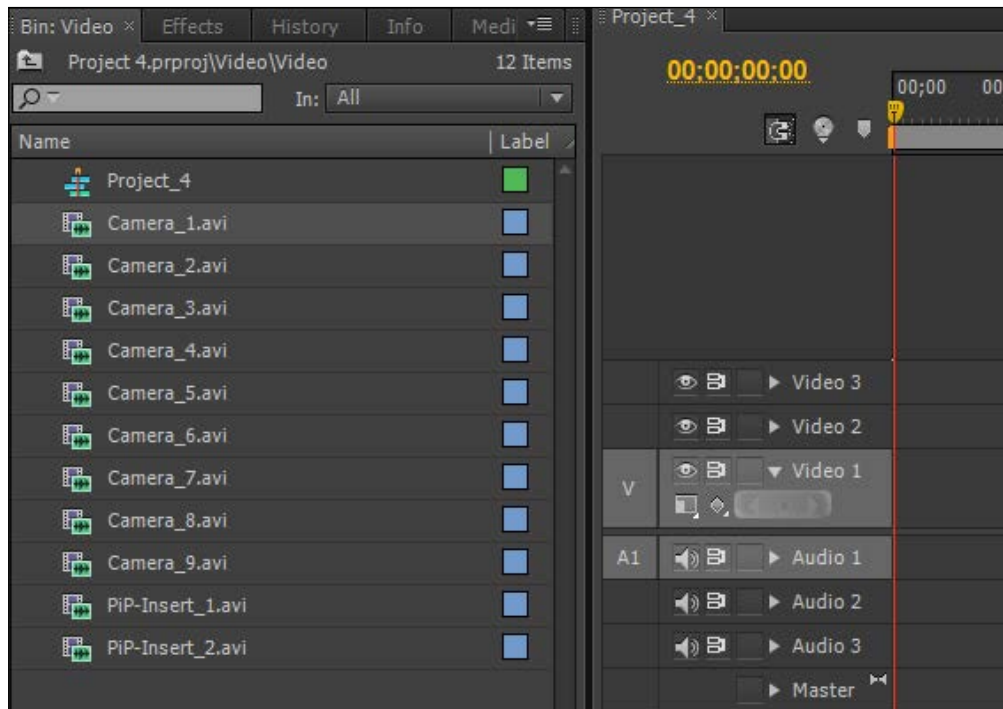 Bin: Video ×
Effects
History
Info
Medi
Project 4.prproj\Video\Video
12 Items
In: All
Name
Label
Project_4
Camera_1.avi
Camera_2.avi
Camera_3.avi
Camera_4.avi
Camera_5.avi
Camera_6.avi
Camera_7.avi
Camera_8.avi
Camera_9.avi
PiP-Insert_1.avi
PiP-Insert_2.avi
Project_4 ×
00;00;00;00
00;00
00
Video 3
Video 2
V
Video 1
A1
Audio 1
Audio 2
Audio 3
Master